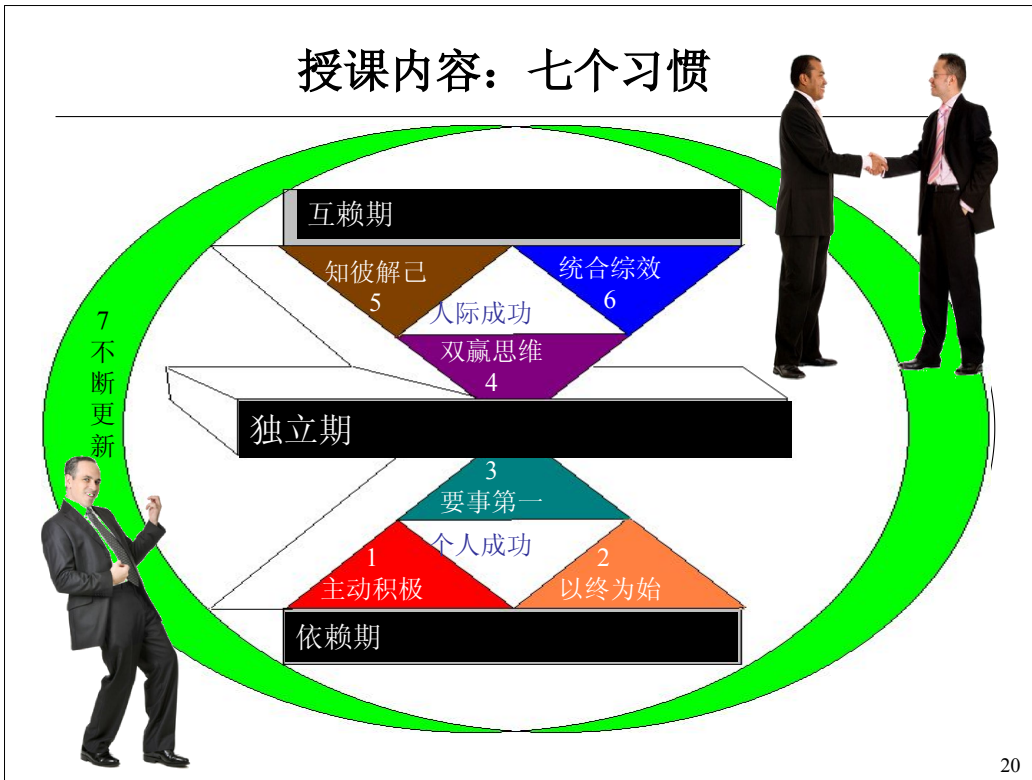 授课内容：七个习惯
互赖期
知彼解己
5
统合综效
6
人际成功
双赢思维
4
7
不
断
更
新
独立期
3
要事第一
个人成功
1
主动积极
2
以终为始
依赖期
20